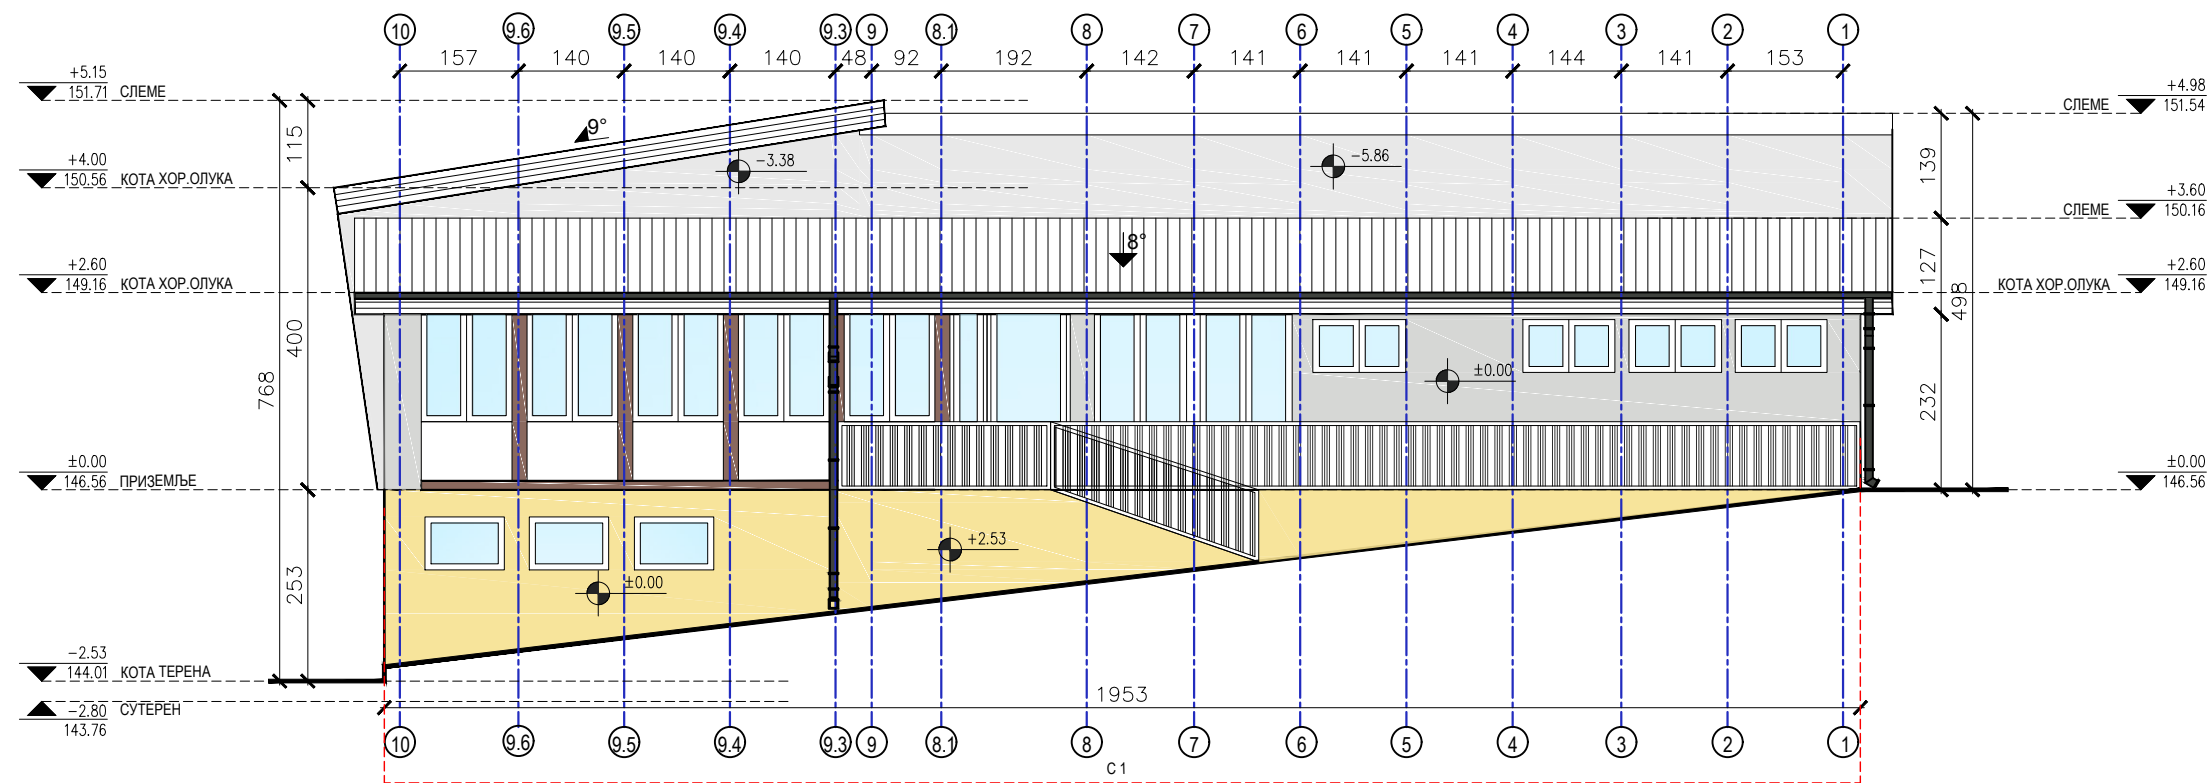 10 9.6 9.5 9.4 9.3 9 8.1 8 7 6 5 4 3 2 1
157 140 140 140 48 92 192 142 141 141 141 144 141 153
+5.15
151.71 СЛЕМЕ
+4.98
СЛЕМЕ 151.54
9°
115
139
+4.00
150.56 КОТА ХОР.ОЛУКА
-3.38
-5.86
+3.60
СЛЕМЕ 150.16
8°
127
+2.60
149.16 КОТА ХОР.ОЛУКА
+2.60
КОТА ХОР.ОЛУКА 149.16
498
400
768
±0.00
232
±0.00
146.56 ПРИЗЕМЉЕ
±0.00
146.56
+2.53
±0.00
253
-2.53
144.01 КОТА ТЕРЕНА
-2.80 СУТЕРЕН
143.76
1953
10 9.6 9.5 9.4 9.3 9 8.1 8 7 6 5 4 3 2 1
С1